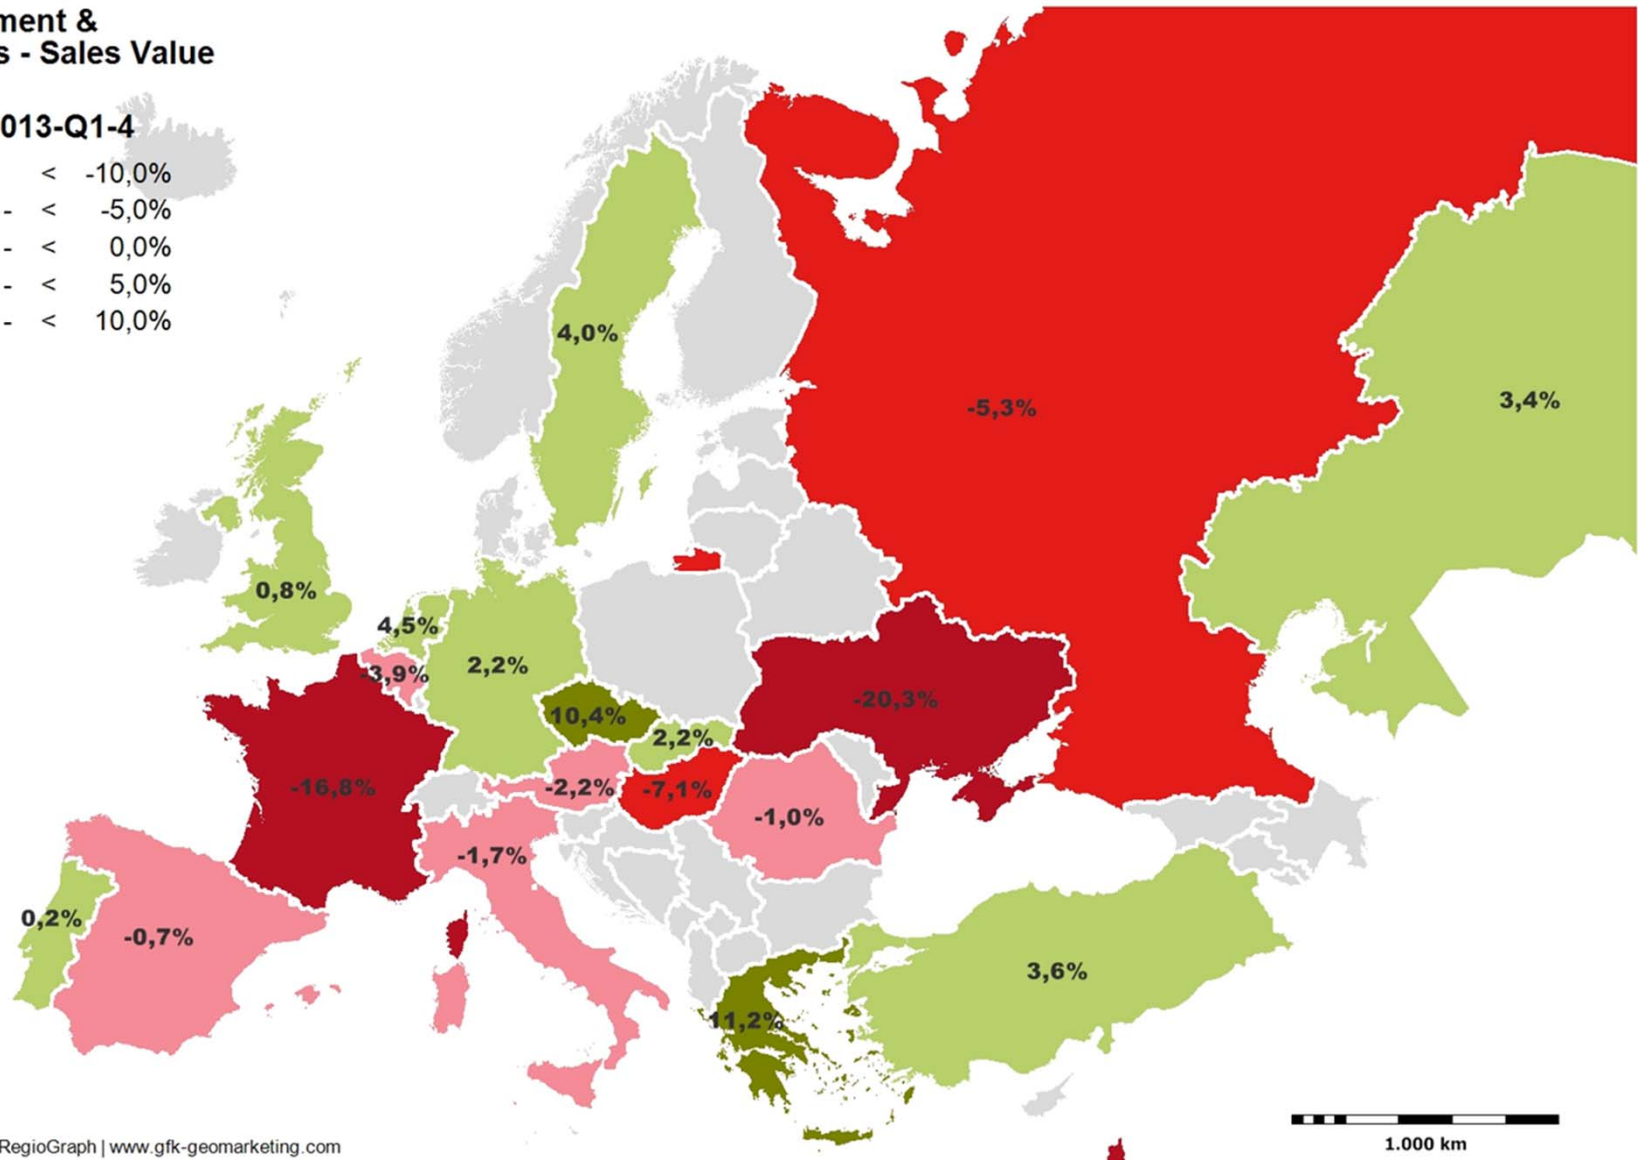 ment &
s - Sales Value
013-Q1-4
< -10,0%
- < -5,0%
- < 0,0%
- < 5,0%
- < 10,0%
4,0%
-5,3%
3,4%
0,8%
4,5%
-3,9%
2,2%
10,4%
2,2%
-20,3%
-16,8%
-2,2%
-7,1%
-1,0%
-1,7%
0,2%
-0,7%
3,6%
11,2%
1.000 km
RegioGraph | www.gfk-geomarketing.com